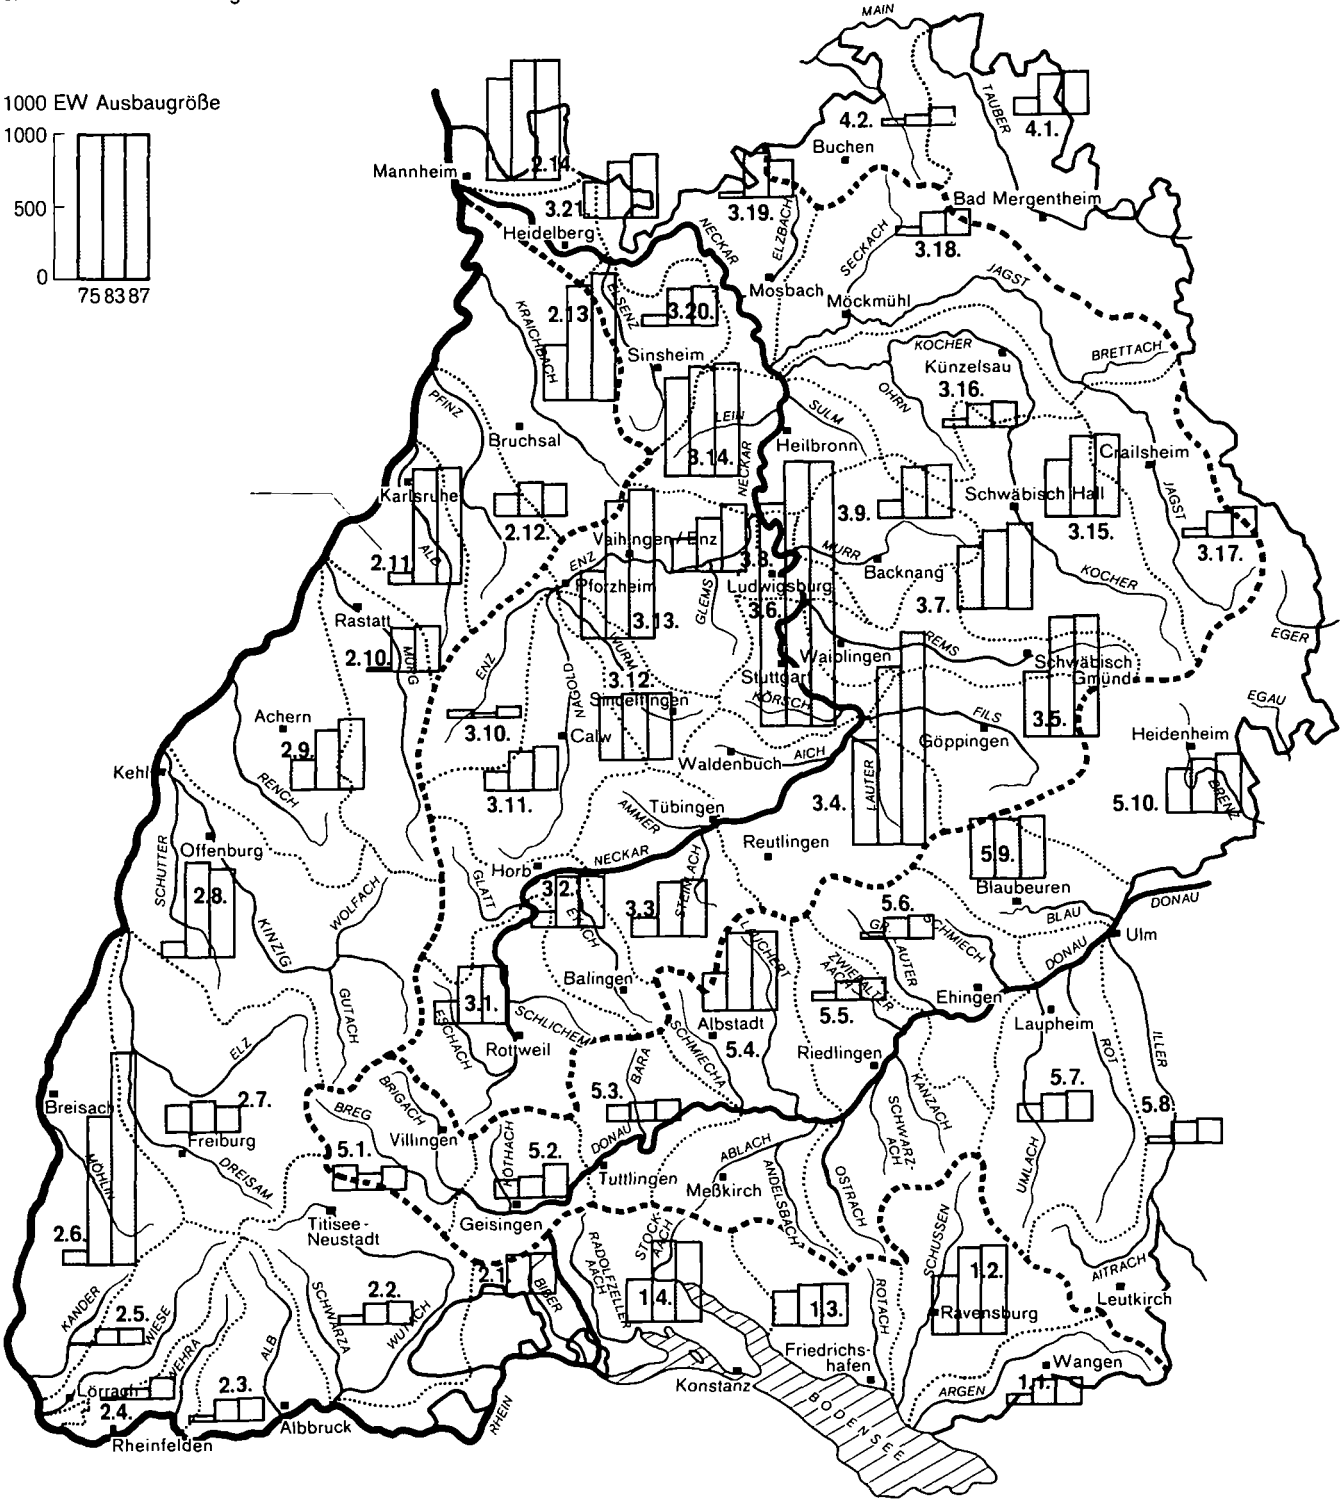 MAIN
1000 EW Ausbaugröße
1000
500
0
75 83 87
TAUBER
4.1.
4.2.
Buchen
Mannheim
2.14.
3.21.
3.19.
Bad Mergentheim
Heidelberg
NECKAR
ELZBACH
SECKACH
3.18.
Mosbach
JAGST
Möckmühl
KRAICHBACH
2.13.
ELSENZ
3.20.
Sinsheim
KOCHER
Künzelsau
3.16.
BRETTACH
PFINZ
LEIN
OHRN
SULM
Bruchsal
Heilbronn
3.14.
NECKAR
Crailsheim
Karlsruhe
2.12.
3.9.
Schwäbisch Hall
3.15.
JAGST
3.17.
2.11.
ALB
Vaihingen/Enz
ENZ
Pforzheim
GLEMS
3.8.
Ludwigsburg
3.6.
MURR
Backnang
3.7.
KOCHER
Rastatt
2.10.
MURG
ENZ
3.13.
WÜRM
NAGOLD
3.12.
Sindelfingen
Waiblingen
REMS
Stuttgart
KÖRSCH
Schwäbisch
Gmünd
EGER
EGAU
Achern
2.9.
3.10.
Calw
3.5.
FILS
Göppingen
Heidenheim
Kehl
RENCH
3.11.
Waldenbuch
AICH
LAUTER
3.4.
5.10.
BRENZ
SCHUTTER
Offenburg
AMMER
Tübingen
Reutlingen
NECKAR
Horb
GLATT
2.8.
WOLFACH
KINZIG
3.2.
EYACH
3.3.
STEINLACH
5.9.
Blaubeuren
BLAU
DONAU
5.6.
SCHMIECH
GR. LAUTER
Ulm
DONAU
LAUCHERT
ZWIEFALTER
AACH
Balingen
5.5.
Ehingen
GUTACH
3.1.
ESCHACH
SCHLICHEM
Rottweil
SCHMIECHA
Albstadt
5.4.
Riedlingen
Laupheim
ROT
ILLER
ELZ
BARA
5.3.
KANZACH
SCHWARZ-
ACH
5.7.
5.8
Breisach
2.7.
Freiburg
BRIGACH
BREG
Villingen
5.1.
ROTHACH
5.2.
DONAU
Tuttlingen
ABLACH
Meßkirch
ANDELSBACH
OSTRACH
UMLACH
MÖHLIN
DREISAM
Titisee-
Neustadt
Geisingen
2.6.
STOCK-
AACH
RADOLFZELLER
AACH
SCHUSSEN
ROTACH
2.1
BIBER
1.4.
1.3.
1.2.
Ravensburg
AITRACH
Leutkirch
KANDER
2.5.
WIESE
WEHRA
ALB
SCHWARZA
2.2.
WUTACH
Friedrichs-
hafen
Konstanz
Wangen
1.1.
ARGEN
Lörrach
2.4.
2.3.
Rheinfelden
Albbruck
RHEIN
BODENSEE